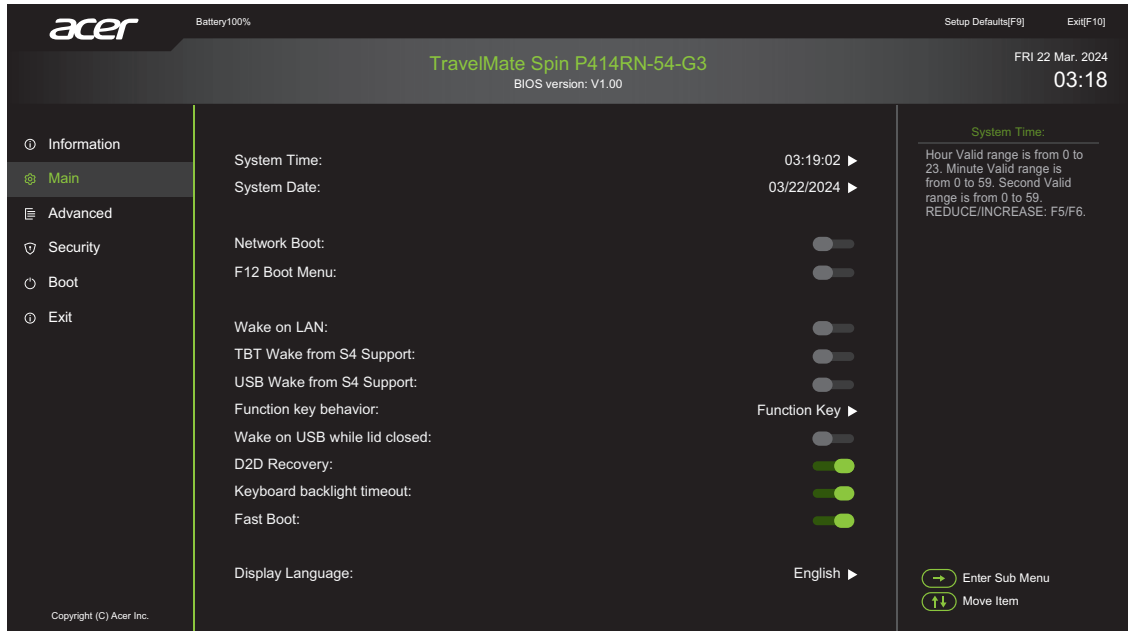 acer
Battery100%
Setup Defaults[F9]
Exit[F10]
TravelMate Spin P414RN-54-G3
BIOS version: V1.00
FRI 22 Mar. 2024
03:18
Information
Main
Advanced
Security
Boot
Exit
System Time: 03:19:02
System Date: 03/22/2024
Network Boot:
F12 Boot Menu:
Wake on LAN:
TBT Wake from S4 Support:
USB Wake from S4 Support:
Function key behavior: Function Key
Wake on USB while lid closed:
D2D Recovery:
Keyboard backlight timeout:
Fast Boot:
Display Language: English
System Time:
Hour Valid range is from 0 to
23. Minute Valid range is
from 0 to 59. Second Valid
range is from 0 to 59.
REDUCE/INCREASE: F5/F6.
Enter Sub Menu
Move Item
Copyright (C) Acer Inc.